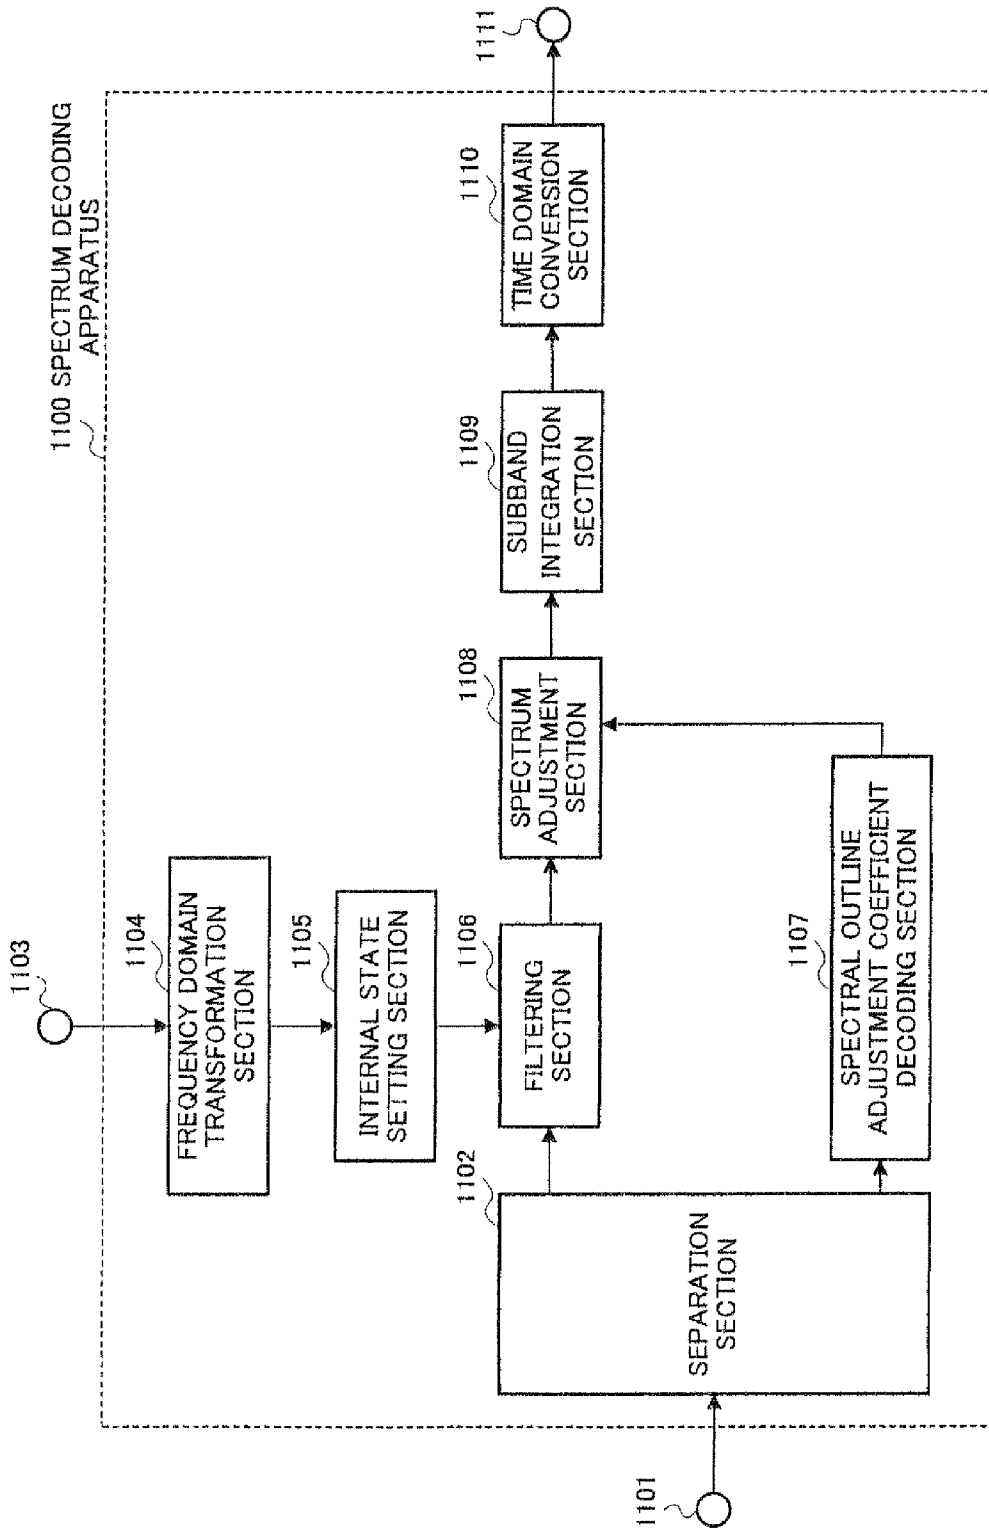 1100 SPECTRUM DECODING
APPARATUS
1103
1104
FREQUENCY DOMAIN
TRANSFORMATION
SECTION
1105
INTERNAL STATE
SETTING SECTION
1101
1102
SEPARATION
SECTION
1106
FILTERING
SECTION
1107
SPECTRAL OUTLINE
ADJUSTMENT COEFFICIENT
DECODING SECTION
1108
SPECTRUM
ADJUSTMENT
SECTION
1109
SUBBAND
INTEGRATION
SECTION
1110
TIME DOMAIN
CONVERSION
SECTION
1111